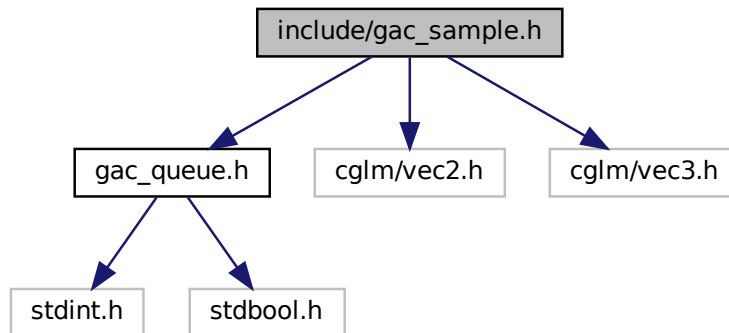 include/gac_sample.h
gac_queue.h
cglm/vec2.h
cglm/vec3.h
stdint.h
stdbool.h